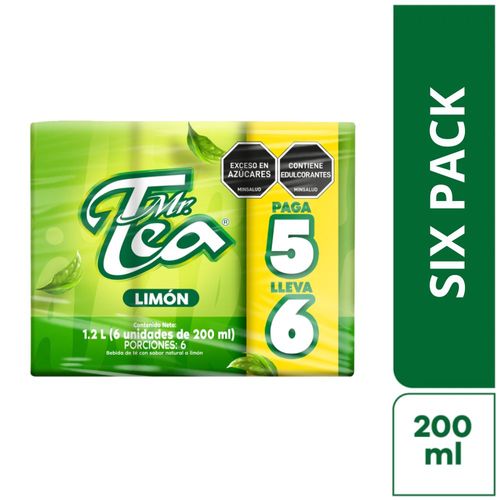 EXCESO EN
AZÚCARES
MINSALUD
CONTIENE
EDULCORANTES
MINSALUD
Mr.
Tea
®
LIMÓN
PAGA
5
LLEVA
6
Contenido Neto:
1.2 L (6 unidades de 200 ml)
PORCIONES: 6
Bebida de té con sabor natural a limón
SIX PACK
200
ml